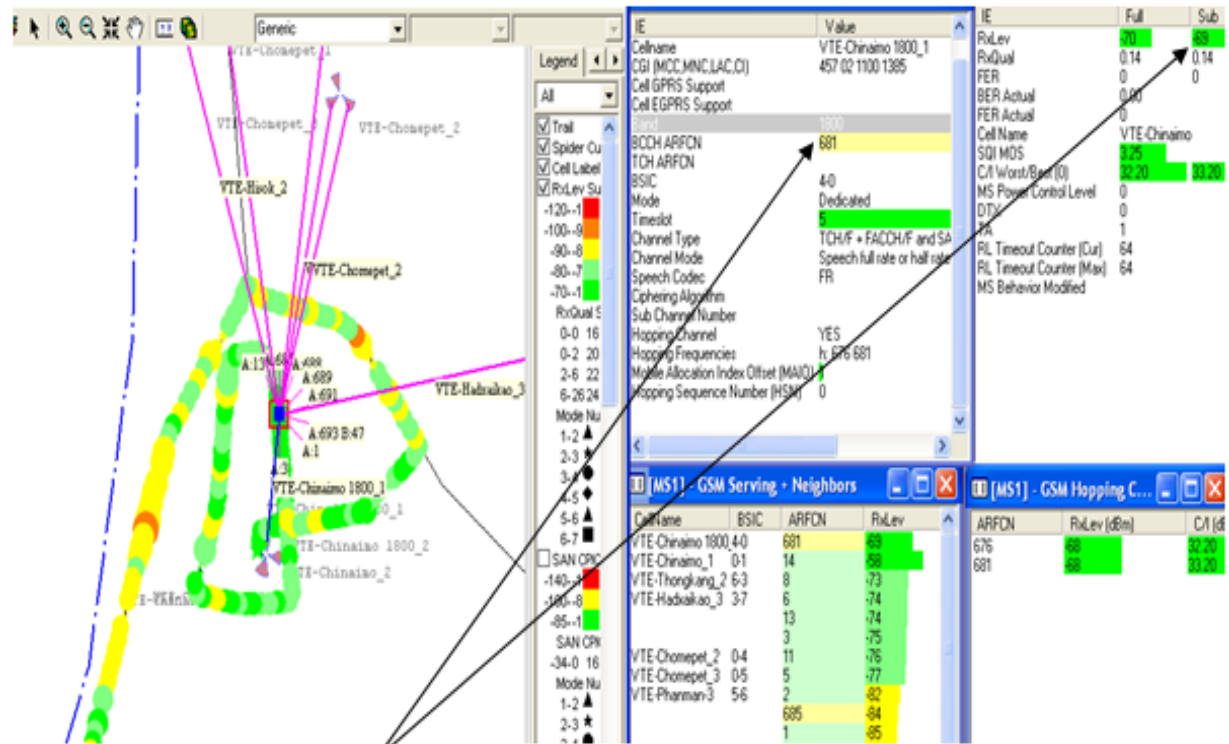 Generic
VTE-Chomepet_1
VTE-Chomepet_3
VTE-Chomepet_2
VTE-Hisok_2
VVTE-Chomepet_2
A:688
A:689
A:691
VTE-Hadxaikao_3
A:693 B:47
A:1
A:3
VTE-Chinaimo 1800_1
VTE-Chinaimo 1800_2
VTE-Chinaimo_2
Legend
All
Trail
Spider Cu
Cell Label
RxLev Su
-120--1
-100--9
-90--8
-80--7
-70--1
RxQual S
0-0 16
0-2 20
2-6 22
6-26 24
Mode Nu
1-2
2-3
3-4
4-5
5-6
6-7
SAN CPIC
-140--1
-100--8
-85--1
SAN CPI
-34-0 16
Mode Nu
1-2
2-3
IE Value
Cellname VTE-Chinaimo 1800_1
CGI (MCC,MNC,LAC,CI) 457 02 1100 1385
Cell GPRS Support
Cell EGPRS Support
Band 1800
BCCH ARFCN 681
TCH ARFCN
BSIC 4-0
Mode Dedicated
Timeslot 5
Channel Type TCH/F + FACCH/F and SA
Channel Mode Speech full rate or half rate
Speech Codec FR
Ciphering Algorithm
Sub Channel Number
Hopping Channel YES
Hopping Frequencies h: 676 681
Mobile Allocation Index Offset (MAIO)
Hopping Sequence Number (HSN) 0
IE Full Sub
RxLev -70 -69
RxQual 0.14 0.14
FER 0 0
BER Actual 0.00
FER Actual 0
Cell Name VTE-Chinaimo
SQI MOS 3.25
C/I Worst/Best (0) 32.20 33.20
MS Power Control Level 0
DTX 0
TA 1
RL Timeout Counter (Cur) 64
RL Timeout Counter (Max) 64
MS Behavior Modified
[MS1] - GSM Serving + Neighbors
CellName BSIC ARFCN RxLev
VTE-Chinaimo 1800 4-0 681 -69
VTE-Chinaimo_1 0-1 14 -58
VTE-Thongkang_2 6-3 8 -73
VTE-Hadxaikao_3 3-7 6 -74
13 -74
3 -75
VTE-Chomepet_2 0-4 11 -76
VTE-Chomepet_3 0-5 5 -77
VTE-Phanman-3 5-6 2 -82
685 -84
1 -85
[MS1] - GSM Hopping C...
ARFCN RxLev (dBm) C/I (dB
676 -68 32.20
681 -68 33.20